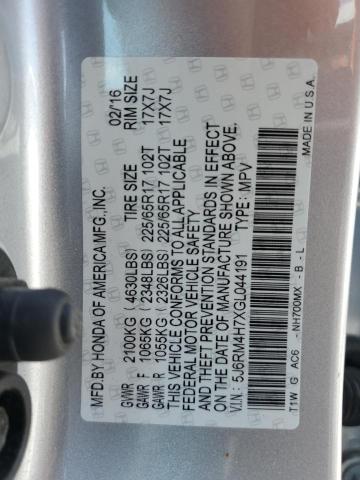 MFD.BY HONDA OF AMERICA MFG.,INC. 02/'16
TIRE SIZE RIM SIZE
GVWR 2100KG ( 4630LBS)
GAWR F 1065KG ( 2348LBS) 225/65R17 102T 17X7J
GAWR R 1055KG ( 2326LBS) 225/65R17 102T 17X7J
THIS VEHICLE CONFORMS TO ALL APPLICABLE
FEDERAL MOTOR VEHICLE SAFETY
AND THEFT PREVENTION STANDARDS IN EFFECT
ON THE DATE OF MANUFACTURE SHOWN ABOVE.
V.I.N.: 5J6RM4H7XGL044191 TYPE: MPV
MADE IN U.S.A.
T1W G AC6 -NH700MX -B -L